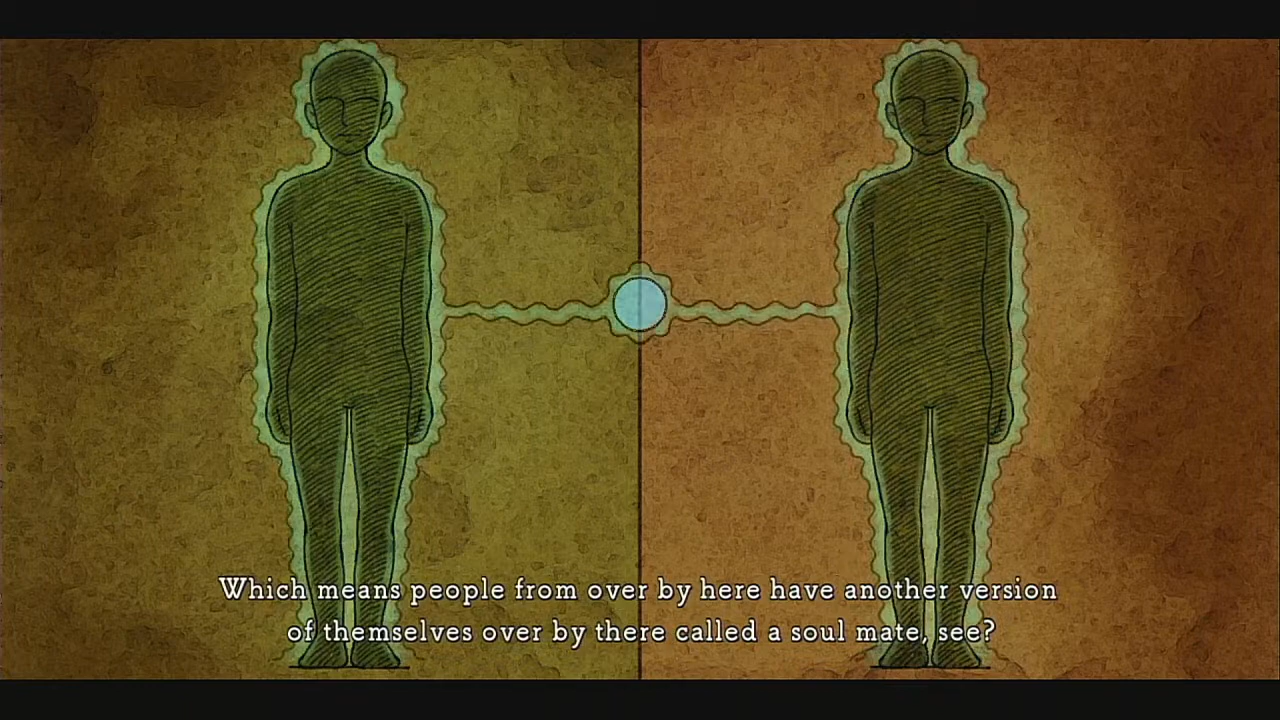 Which means people from over by here have another version
of themselves over by there called a soul mate, see?